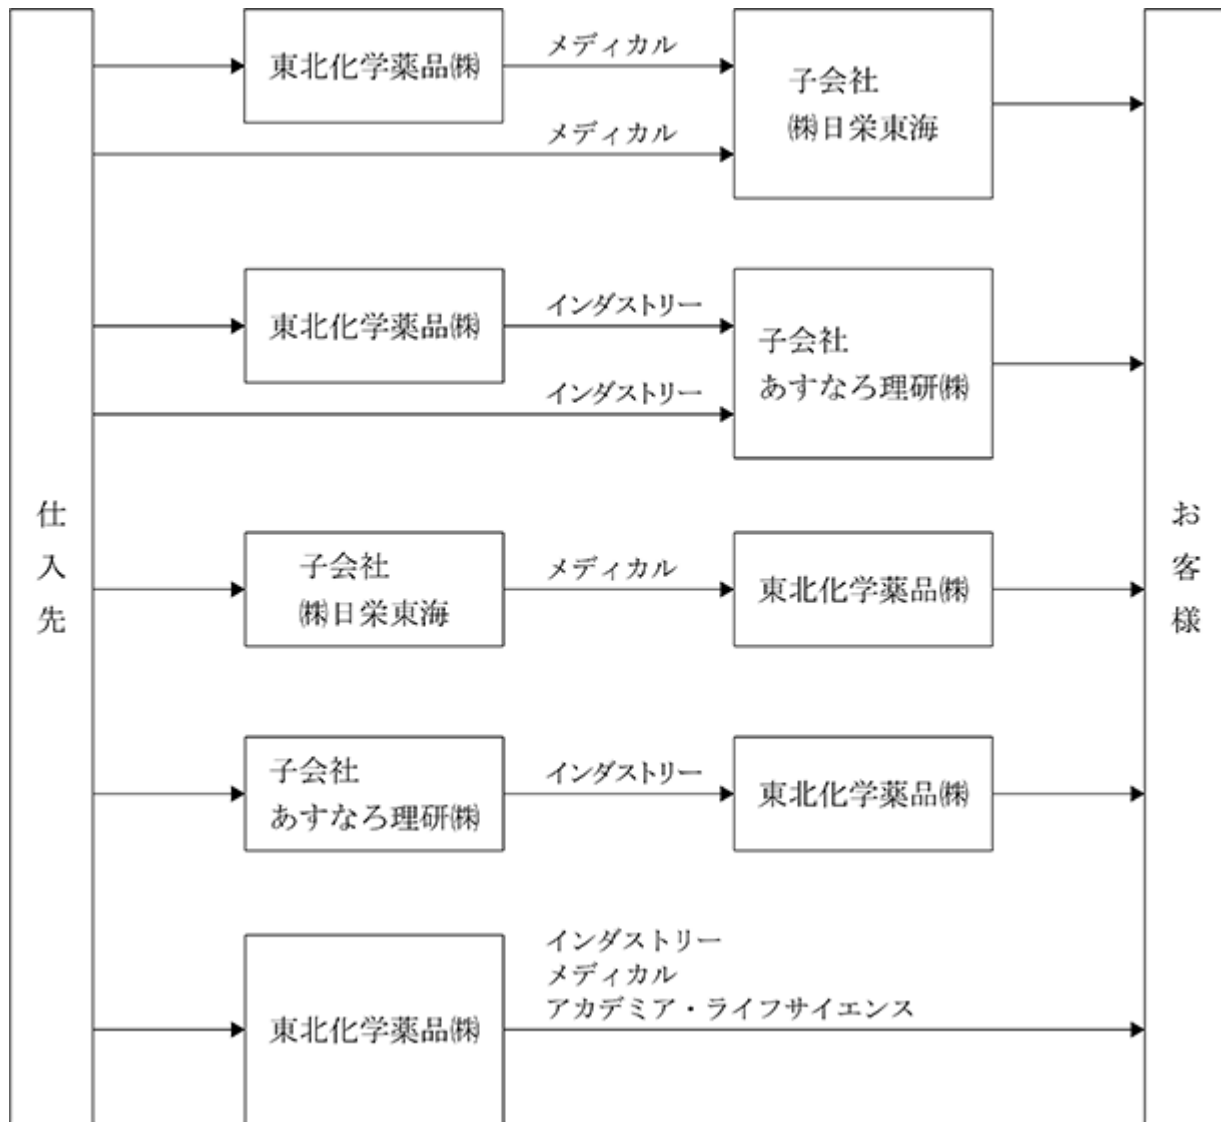 東北化学薬品㈱
メディカル
子会社
㈱日栄東海
メディカル
東北化学薬品㈱
インダストリー
子会社
あすなろ理研㈱
インダストリー
仕入先
お客様
子会社
㈱日栄東海
メディカル
東北化学薬品㈱
子会社
あすなろ理研㈱
インダストリー
東北化学薬品㈱
東北化学薬品㈱
インダストリー
メディカル
アカデミア・ライフサイエンス